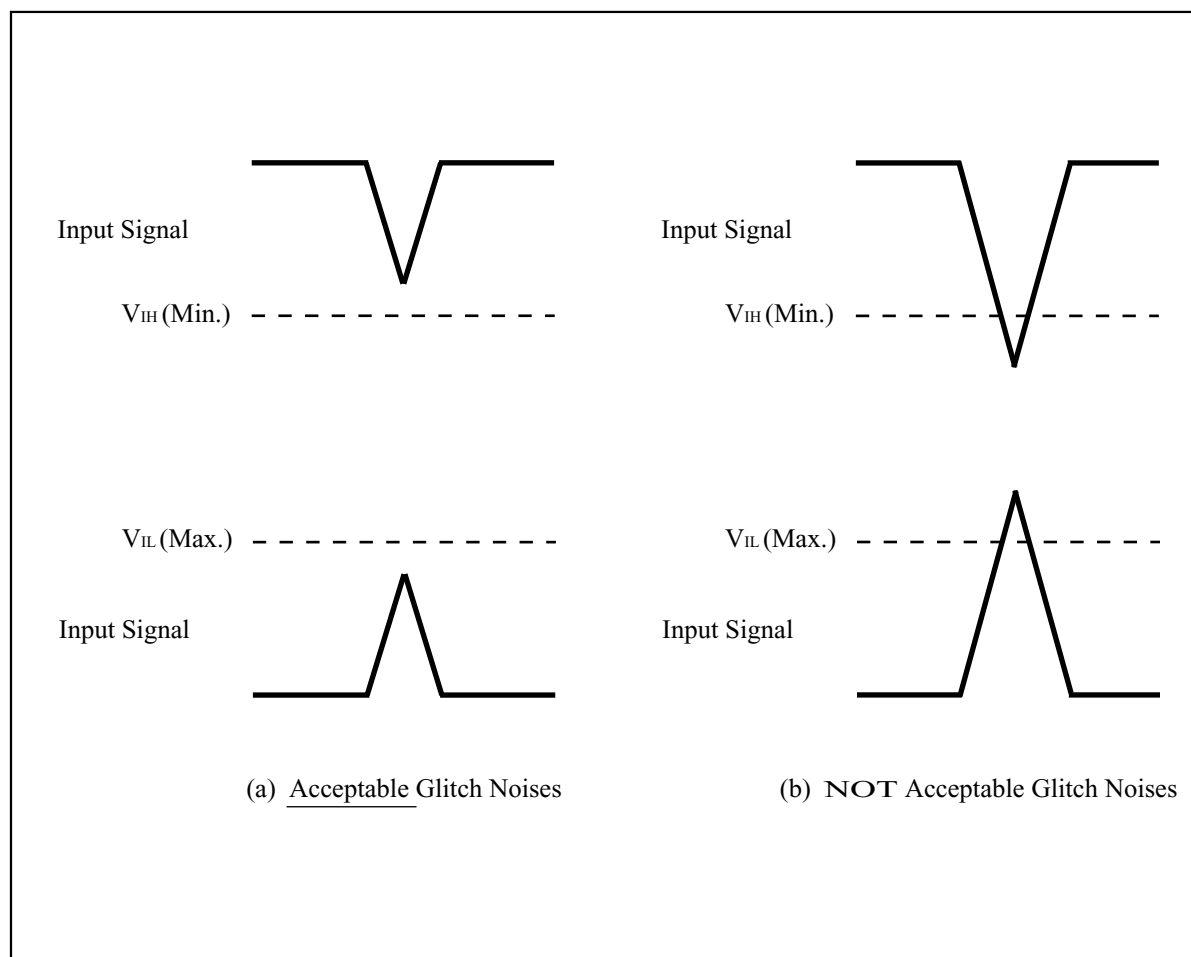 Input Signal
Input Signal
VIH (Min.)
VIH (Min.)
VIL (Max.)
VIL (Max.)
Input Signal
Input Signal
(a) Acceptable Glitch Noises
(b) NOT Acceptable Glitch Noises